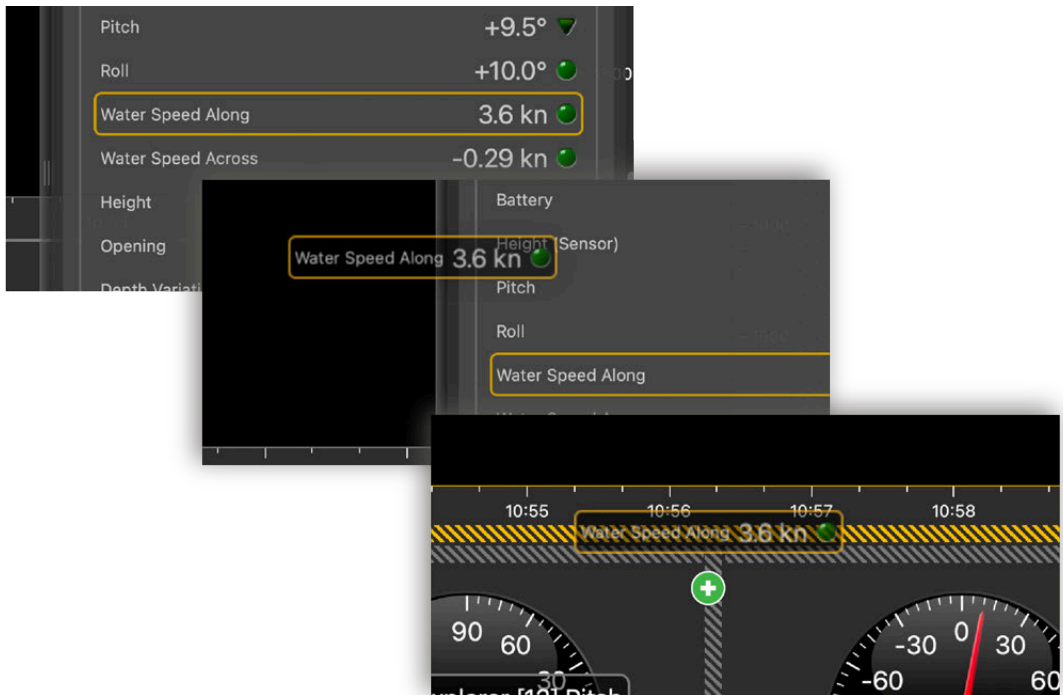 Pitch +9.5°
Roll +10.0°
Water Speed Along 3.6 kn
Water Speed Across -0.29 kn
Height
Opening
Battery
Height (Sensor)
Water Speed Along 3.6 kn
Pitch
Roll
Water Speed Along
10:55 10:56 10:57 10:58
Water Speed Along 3.6 kn
90 60 30
-60 -30 0 30 60
[12] Pitch